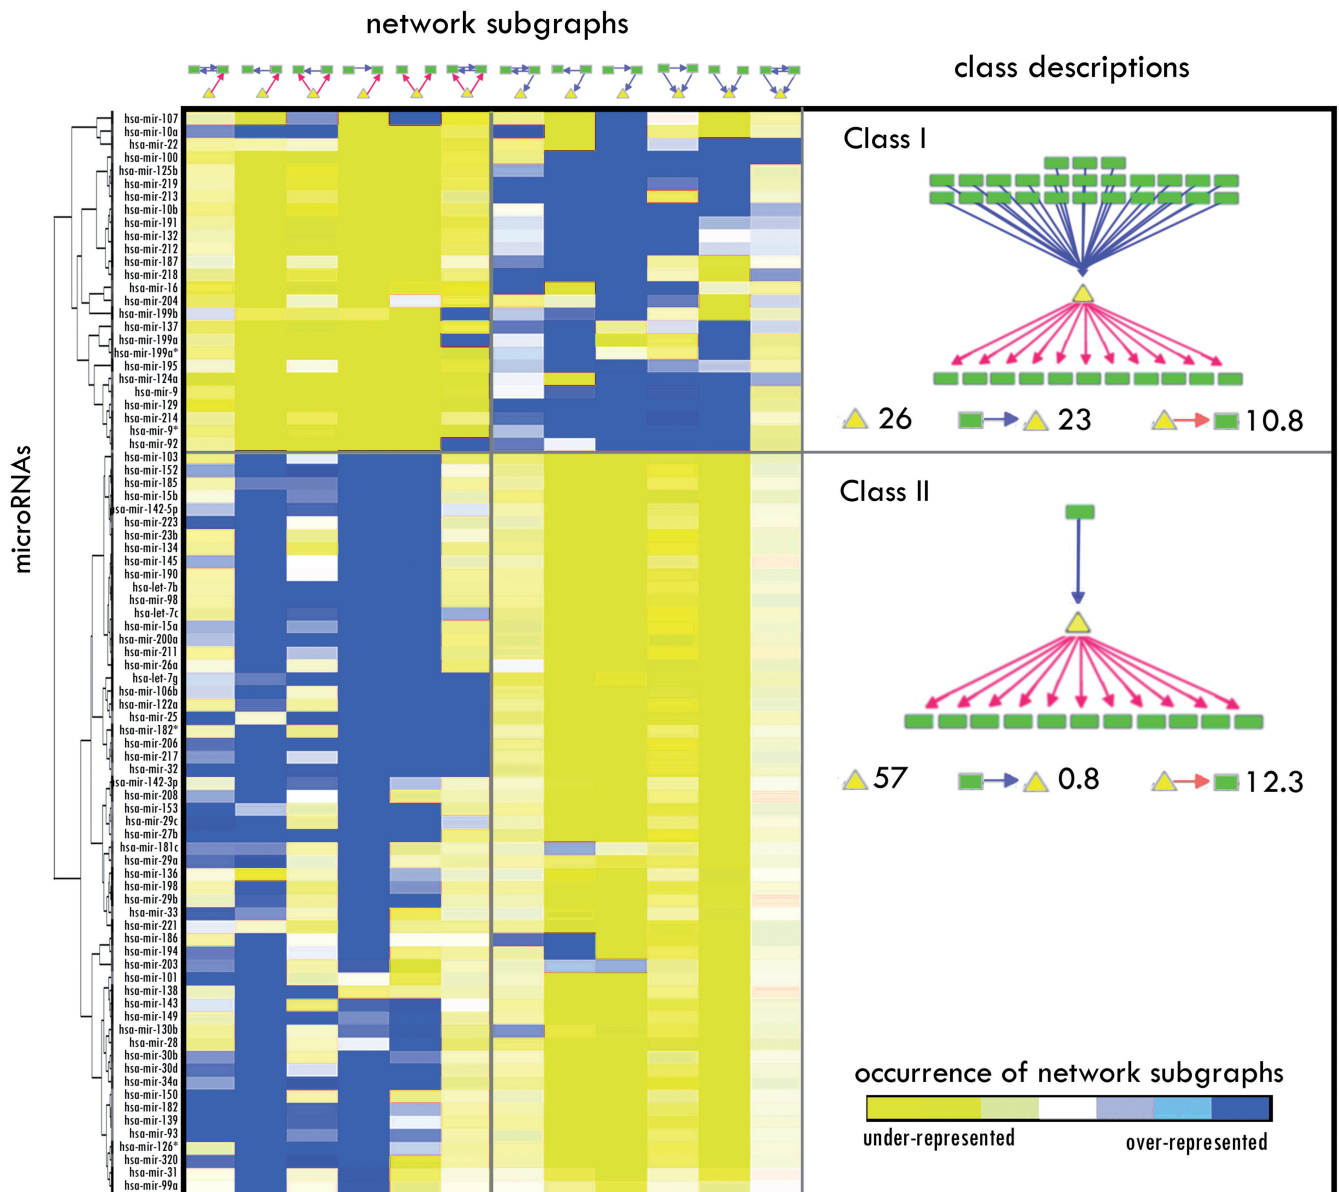 network subgraphs
class descriptions
microRNAs
hsa-mir-107
hsa-mir-10a
hsa-mir-22
hsa-mir-100
hsa-mir-125b
hsa-mir-219
hsa-mir-213
hsa-mir-10b
hsa-mir-191
hsa-mir-132
hsa-mir-212
hsa-mir-187
hsa-mir-218
hsa-mir-16
hsa-mir-204
hsa-mir-199b
hsa-mir-137
hsa-mir-199a
hsa-mir-199a*
hsa-mir-195
hsa-mir-124a
hsa-mir-9
hsa-mir-129
hsa-mir-214
hsa-mir-9*
hsa-mir-92
hsa-mir-103
hsa-mir-152
hsa-mir-185
hsa-mir-15b
hsa-mir-142-5p
hsa-mir-223
hsa-mir-23b
hsa-mir-134
hsa-mir-145
hsa-mir-190
hsa-let-7b
hsa-mir-98
hsa-let-7c
hsa-mir-15a
hsa-mir-200a
hsa-mir-211
hsa-mir-26a
hsa-let-7g
hsa-mir-106b
hsa-mir-122a
hsa-mir-25
hsa-mir-182*
hsa-mir-206
hsa-mir-217
hsa-mir-32
hsa-mir-142-3p
hsa-mir-208
hsa-mir-153
hsa-mir-29c
hsa-mir-27b
hsa-mir-181c
hsa-mir-29a
hsa-mir-136
hsa-mir-198
hsa-mir-29b
hsa-mir-33
hsa-mir-221
hsa-mir-186
hsa-mir-194
hsa-mir-203
hsa-mir-101
hsa-mir-138
hsa-mir-143
hsa-mir-149
hsa-mir-130b
hsa-mir-28
hsa-mir-30b
hsa-mir-30d
hsa-mir-34a
hsa-mir-150
hsa-mir-182
hsa-mir-139
hsa-mir-93
hsa-mir-126*
hsa-mir-320
hsa-mir-31
hsa-mir-99a
Class I
26 23 10.8
Class II
57 0.8 12.3
occurrence of network subgraphs
under-represented over-represented